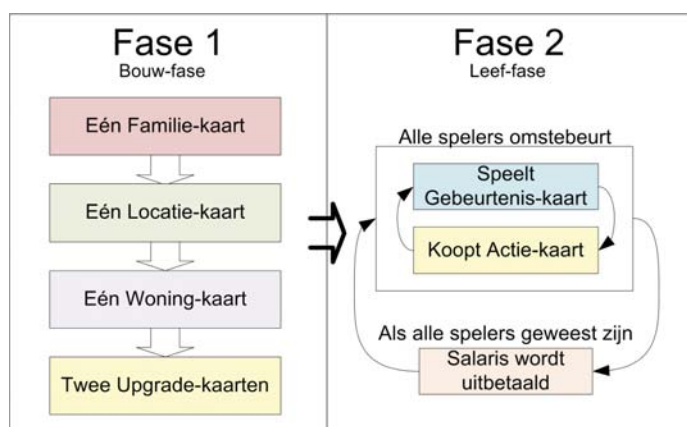 Fase 1
Bouw-fase
Eén Familie-kaart
Eén Locatie-kaart
Eén Woning-kaart
Twee Upgrade-kaarten
Fase 2
Leef-fase
Alle spelers omstebeurt
Speelt
Gebeurtenis-kaart
Koopt Actie-kaart
Als alle spelers geweest zijn
Salaris wordt
uitbetaald